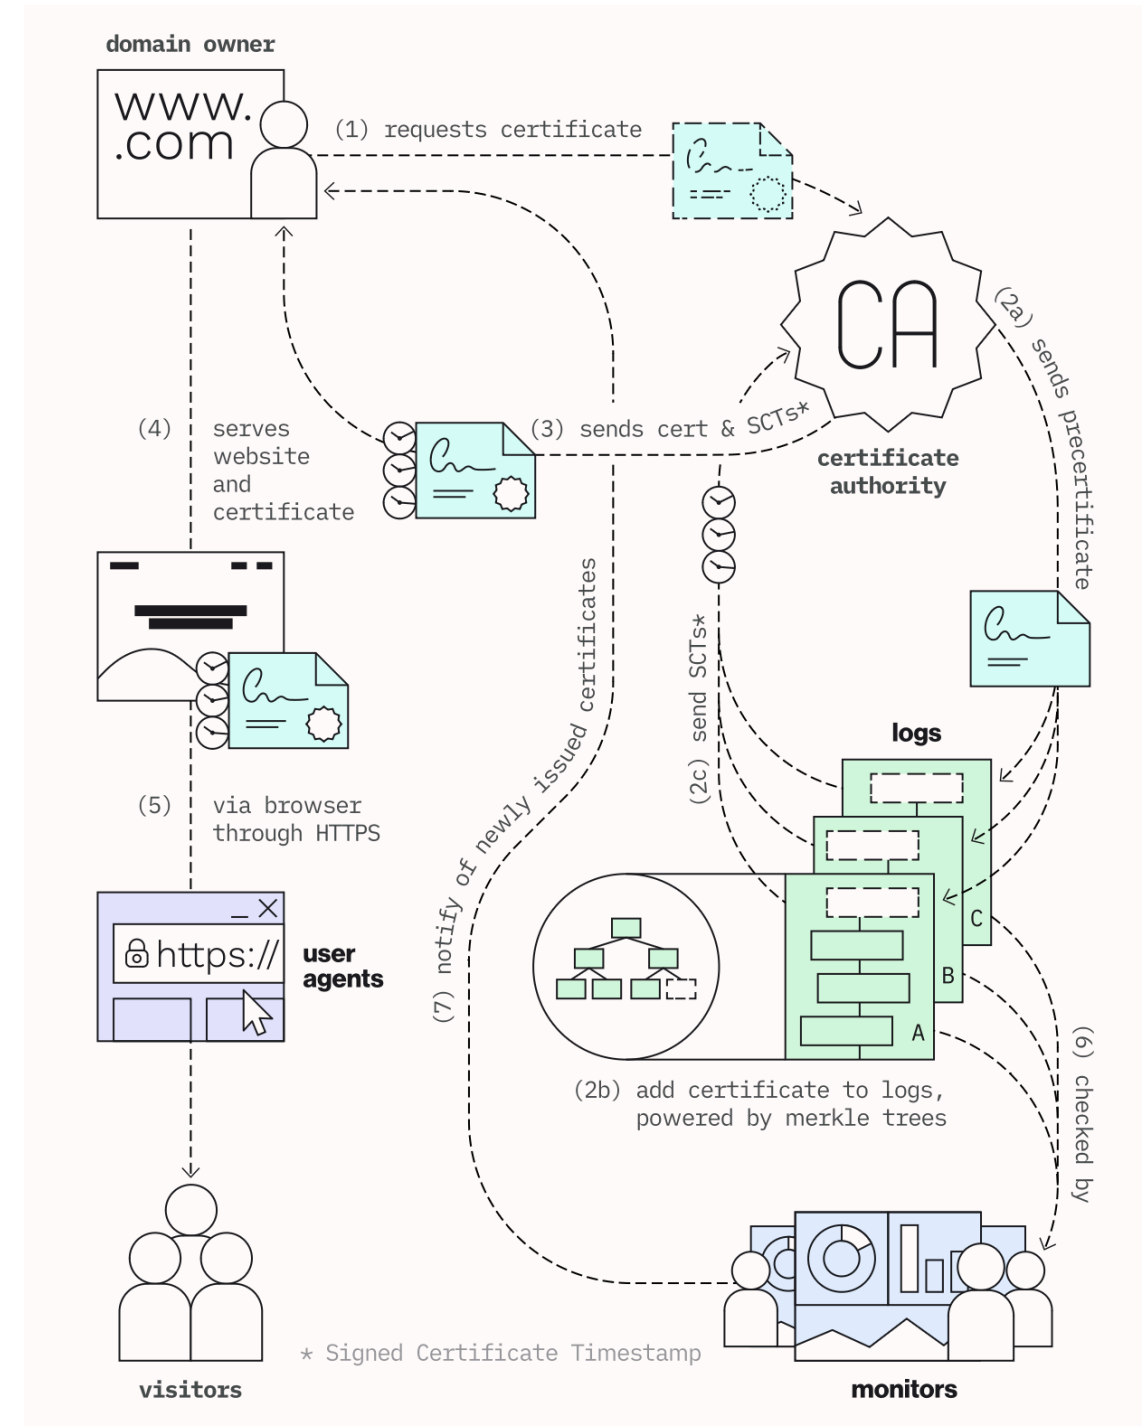 domain owner
www.
.com
(1) requests certificate
CA
(2a) sends precertificate
(3) sends cert & SCTs*
certificate
authority
(4) serves
website
and
certificate
(2c) send SCTs*
logs
(5) via browser
through HTTPS
(7) notify of newly issued certificates
https://
user
agents
C
B
A
(2b) add certificate to logs,
powered by merkle trees
(6) checked by
* Signed Certificate Timestamp
visitors
monitors